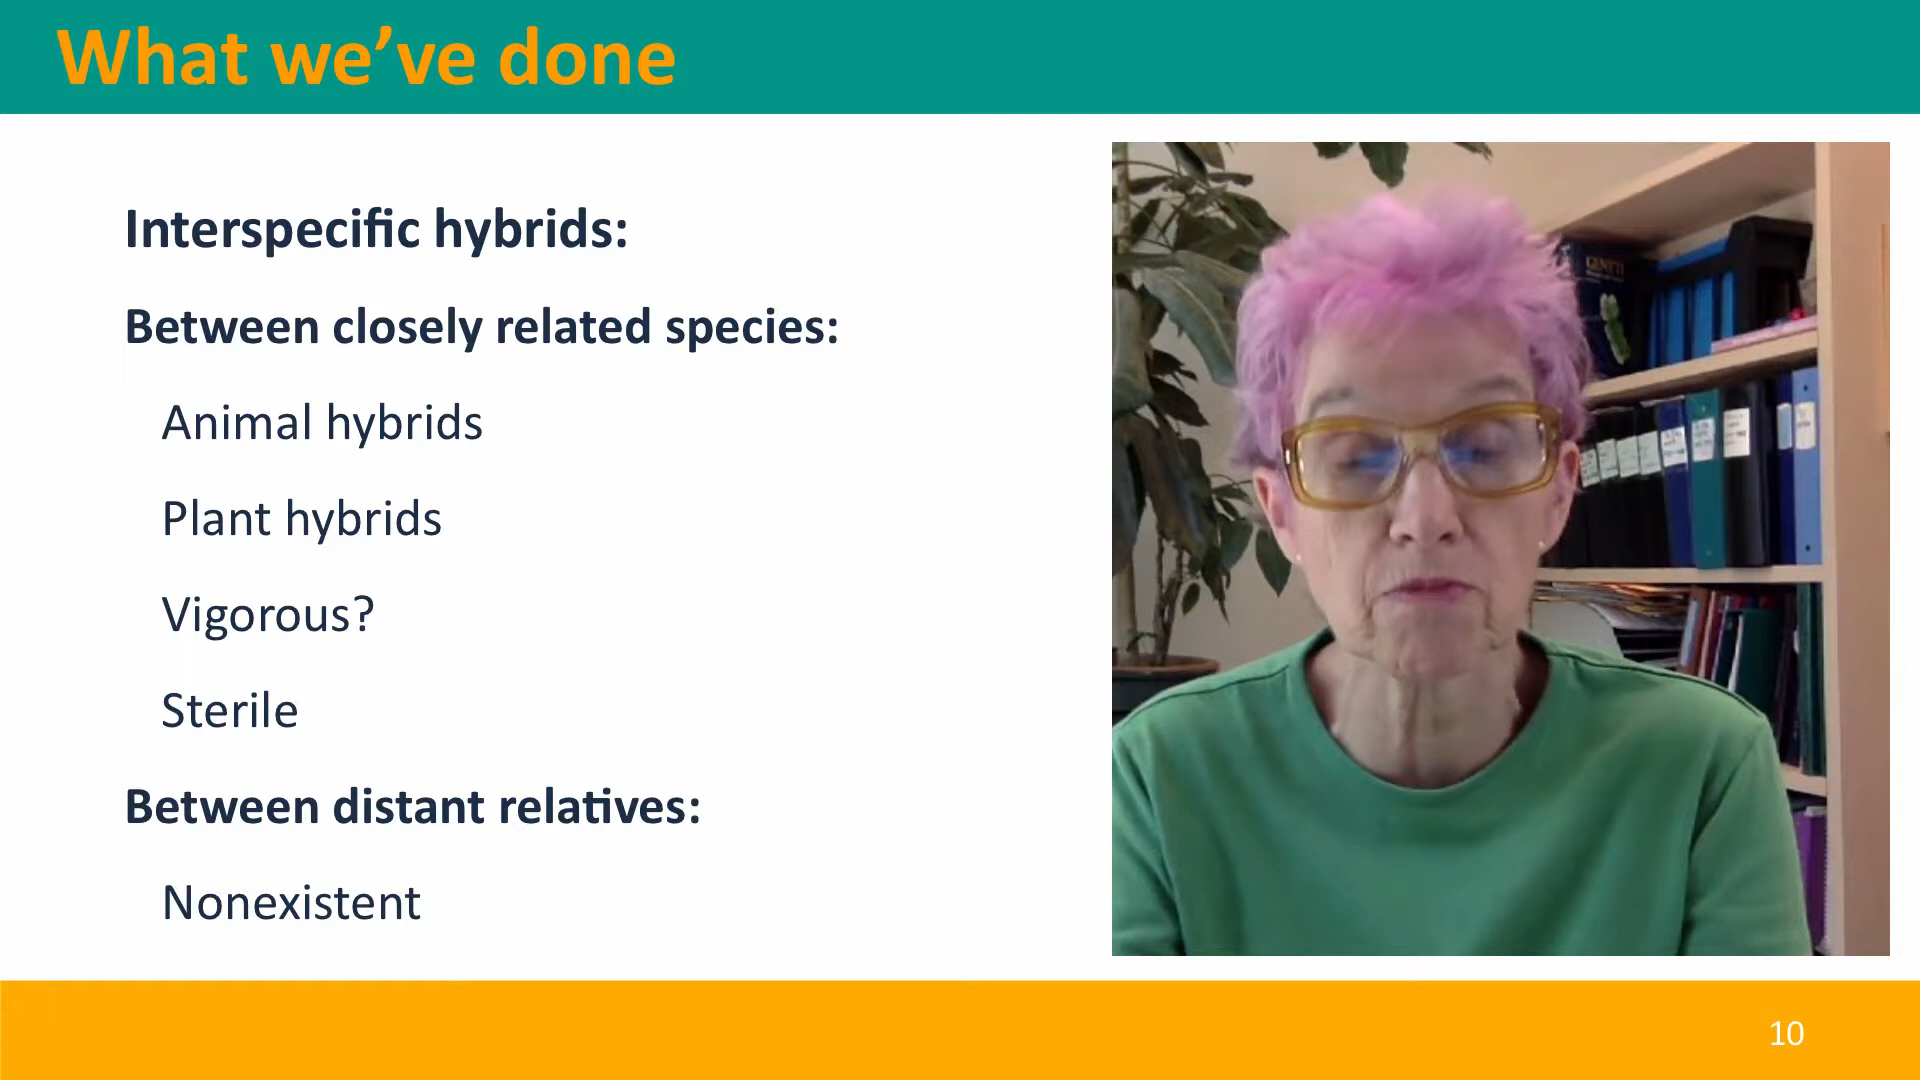 What we’ve done
Interspecific hybrids:
Between closely related species:
Animal hybrids
Plant hybrids
Vigorous?
Sterile
Between distant relatives:
Nonexistent
10